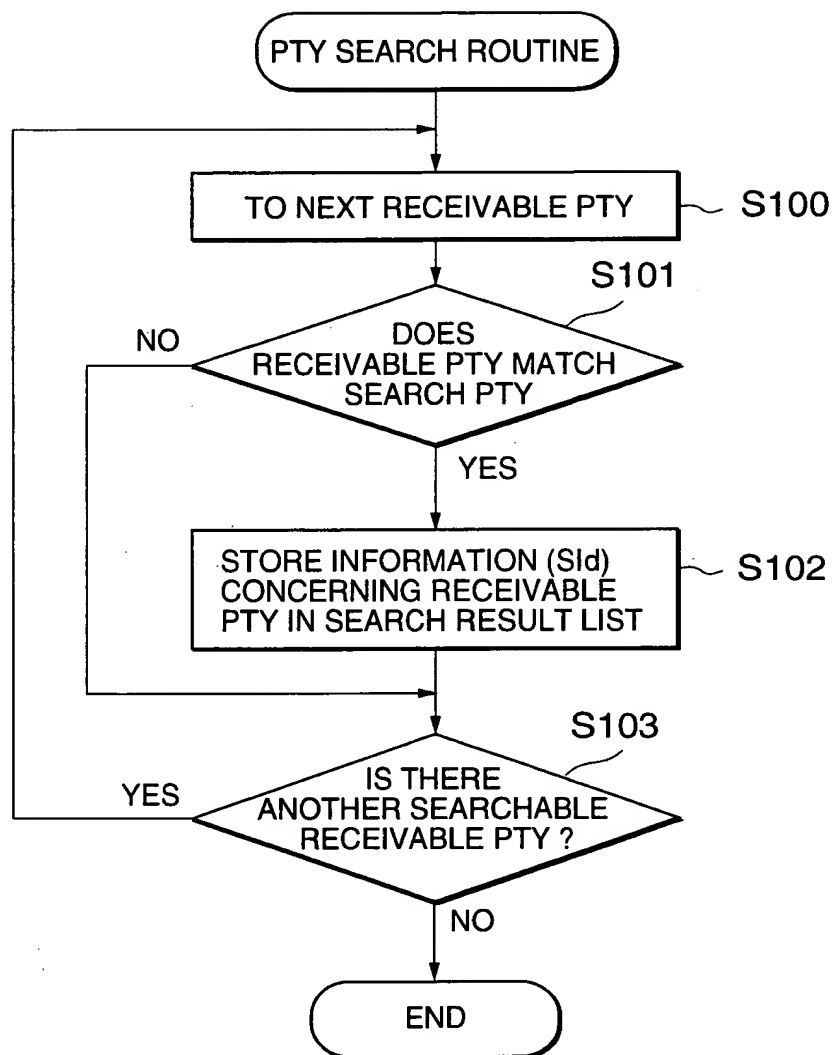 PTY SEARCH ROUTINE
TO NEXT RECEIVABLE PTY
S100
S101
NO
DOES
RECEIVABLE PTY MATCH
SEARCH PTY
YES
STORE INFORMATION (SId)
CONCERNING RECEIVABLE
PTY IN SEARCH RESULT LIST
S102
S103
YES
IS THERE
ANOTHER SEARCHABLE
RECEIVABLE PTY ?
NO
END